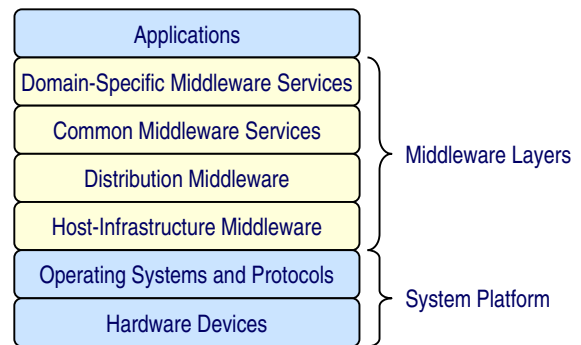 Applications
Domain-Specific Middleware Services
Common Middleware Services
Distribution Middleware
Host-Infrastructure Middleware
Middleware Layers
Operating Systems and Protocols
Hardware Devices
System Platform